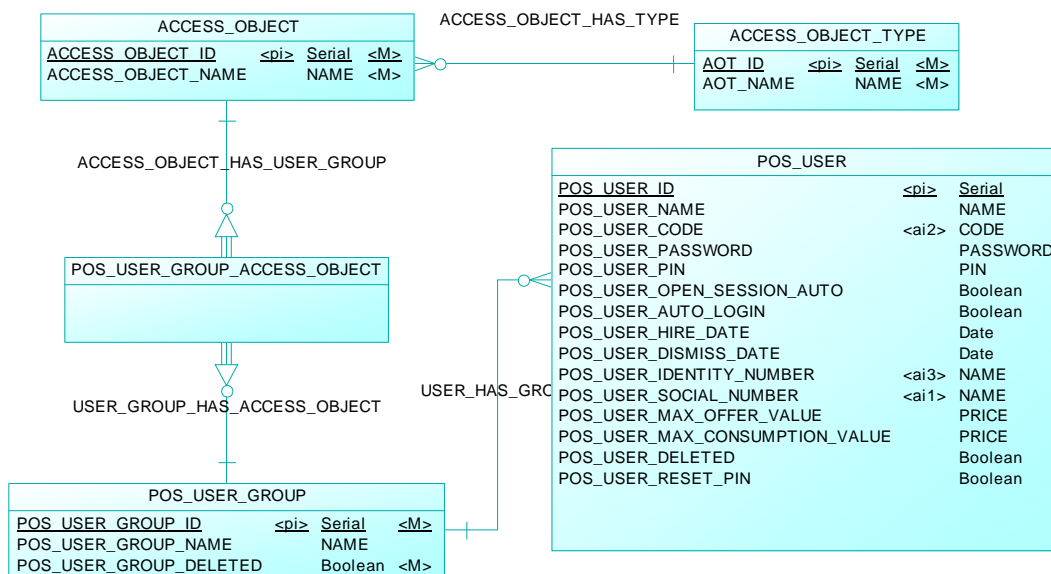 ACCESS_OBJECT
ACCESS_OBJECT_ID <pi> Serial <M>
ACCESS_OBJECT_NAME NAME <M>
ACCESS_OBJECT_HAS_TYPE
ACCESS_OBJECT_TYPE
AOT_ID <pi> Serial <M>
AOT_NAME NAME <M>
ACCESS_OBJECT_HAS_USER_GROUP
POS_USER_GROUP_ACCESS_OBJECT
USER_GROUP_HAS_ACCESS_OBJECT
USER_HAS_GRO
POS_USER
POS_USER_ID <pi> Serial
POS_USER_NAME NAME
POS_USER_CODE <ai2> CODE
POS_USER_PASSWORD PASSWORD
POS_USER_PIN PIN
POS_USER_OPEN_SESSION_AUTO Boolean
POS_USER_AUTO_LOGIN Boolean
POS_USER_HIRE_DATE Date
POS_USER_DISMISS_DATE Date
POS_USER_IDENTITY_NUMBER <ai3> NAME
POS_USER_SOCIAL_NUMBER <ai1> NAME
POS_USER_MAX_OFFER_VALUE PRICE
POS_USER_MAX_CONSUMPTION_VALUE PRICE
POS_USER_DELETED Boolean
POS_USER_RESET_PIN Boolean
POS_USER_GROUP
POS_USER_GROUP_ID <pi> Serial <M>
POS_USER_GROUP_NAME NAME
POS_USER_GROUP_DELETED Boolean <M>